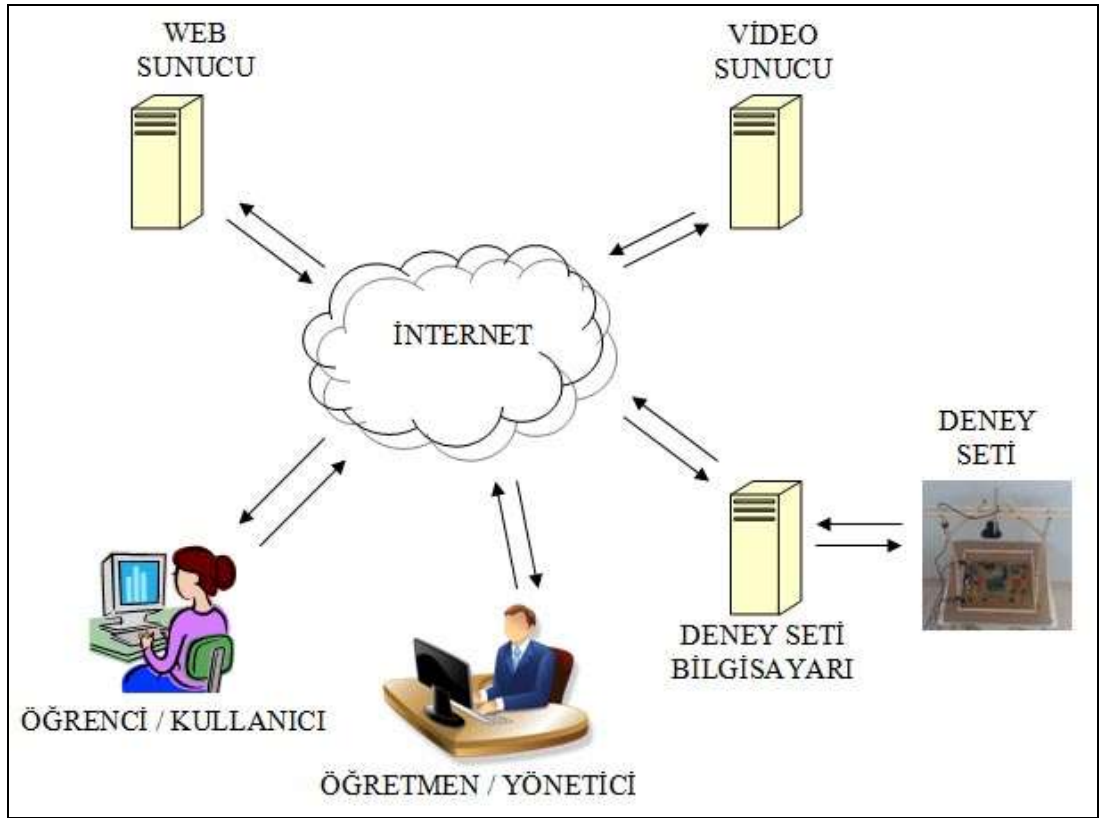 WEB
SUNUCU
VİDEO
SUNUCU
İNTERNET
DENEY
SETİ
DENEY SETİ
BİLGİSAYARI
ÖĞRENCİ / KULLANICI
ÖĞRETMEN / YÖNETİCİ